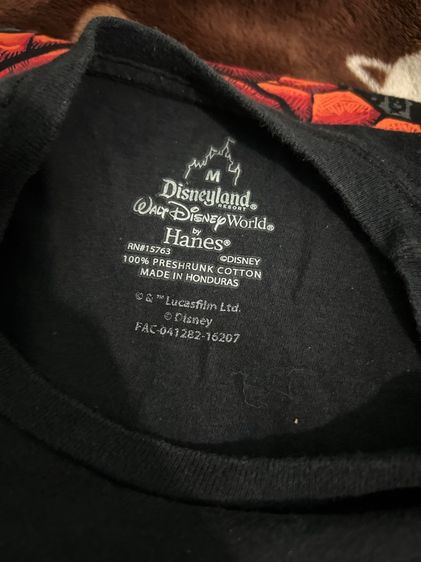 M
Disneyland®
RESORT
Walt Disney World®
by
Hanes®
RN#15763 ©DISNEY
100% PRESHRUNK COTTON
MADE IN HONDURAS
© & ™ Lucasfilm Ltd.
© Disney
FAC-041282-16207